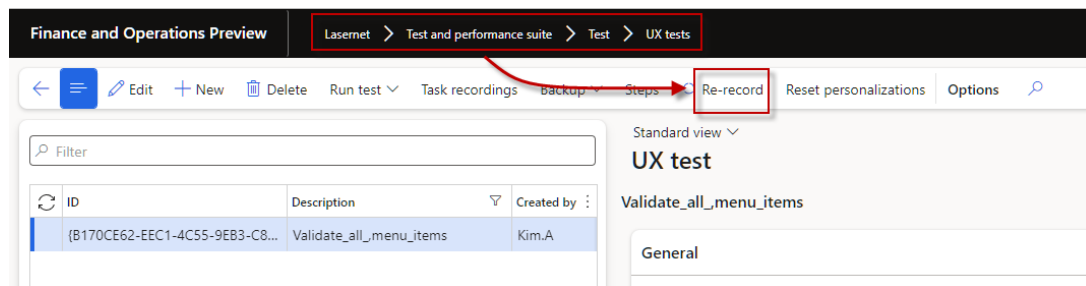 Finance and Operations Preview Lasernet > Test and performance suite > Test > UX tests
Edit New Delete Run test Task recordings Backup Steps Re-record Reset personalizations Options
Standard view
Filter
UX test
ID Description Created by
Validate_all_,menu_items
{B170CE62-EEC1-4C55-9EB3-C8... Validate_all_,menu_items Kim.A
General